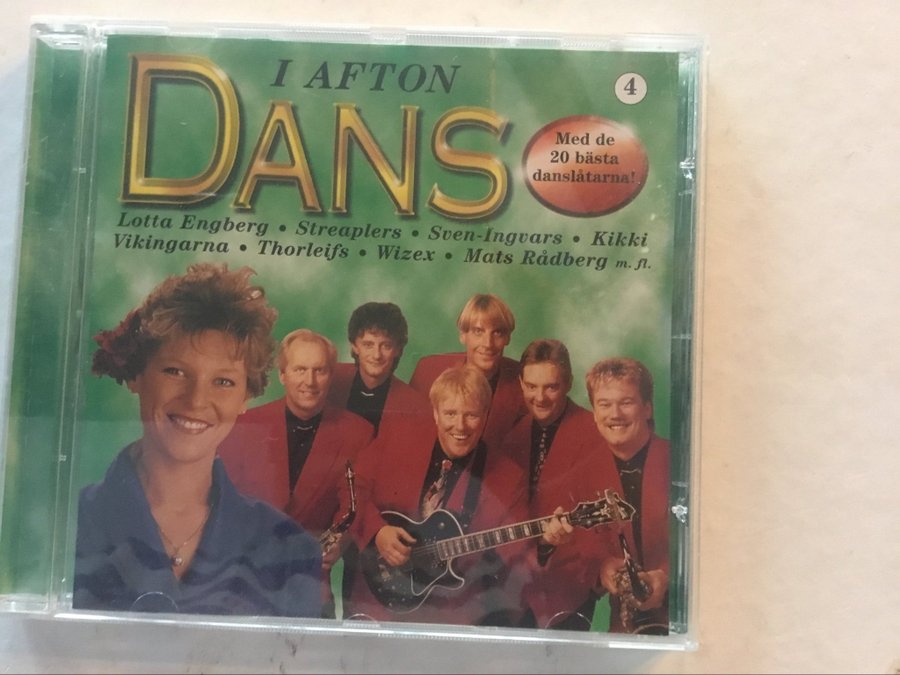 I AFTON
DANS
4
Med de
20 bästa
danslåtarna!
Lotta Engberg • Streaplers • Sven-Ingvars • Kikki
Vikingarna • Thorleifs • Wizex • Mats Rådberg m. fl.